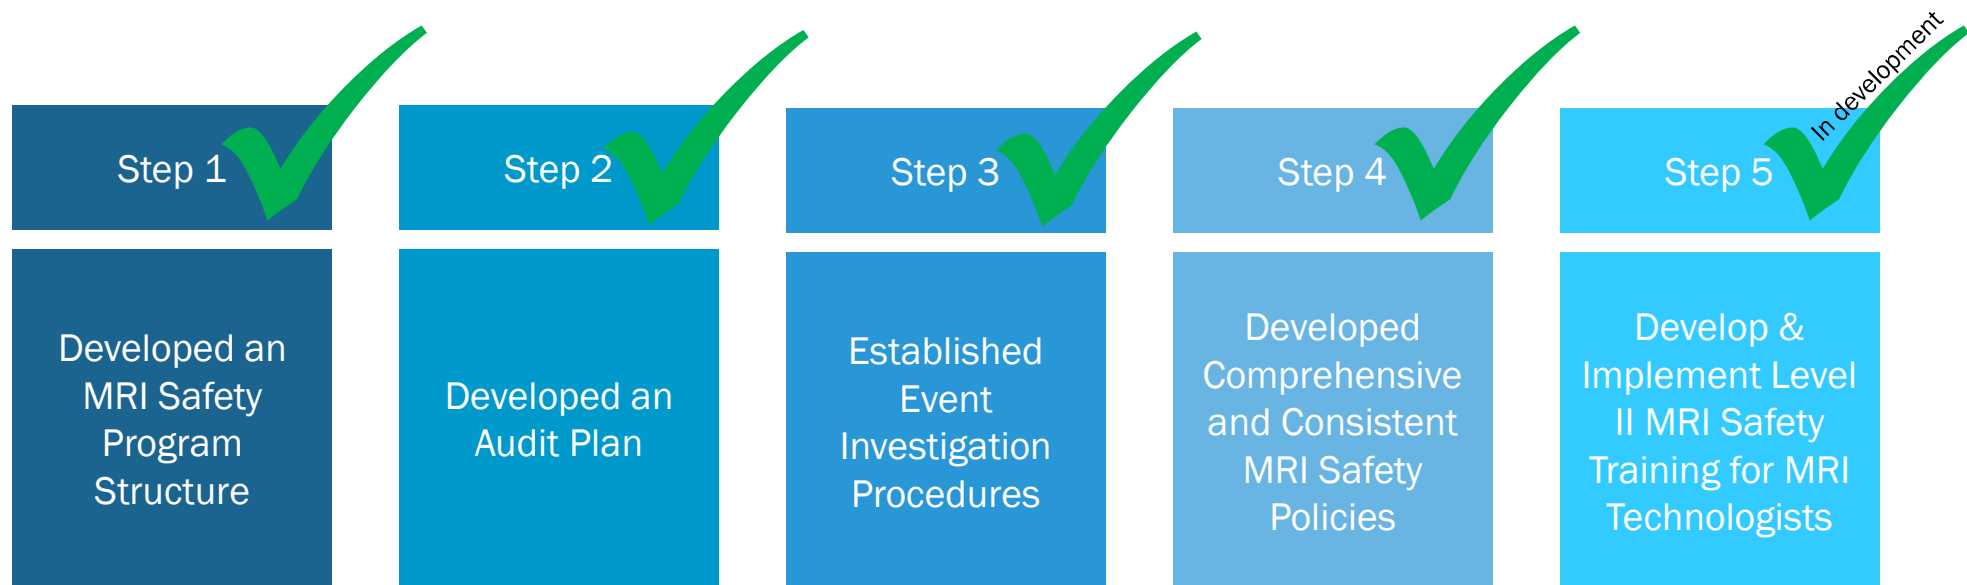 Step 1
Developed an
MRI Safety
Program
Structure
Step 2
Developed an
Audit Plan
Step 3
Established
Event
Investigation
Procedures
Step 4
Developed
Comprehensive
and Consistent
MRI Safety
Policies
In development
Step 5
Develop &
Implement Level
II MRI Safety
Training for MRI
Technologists